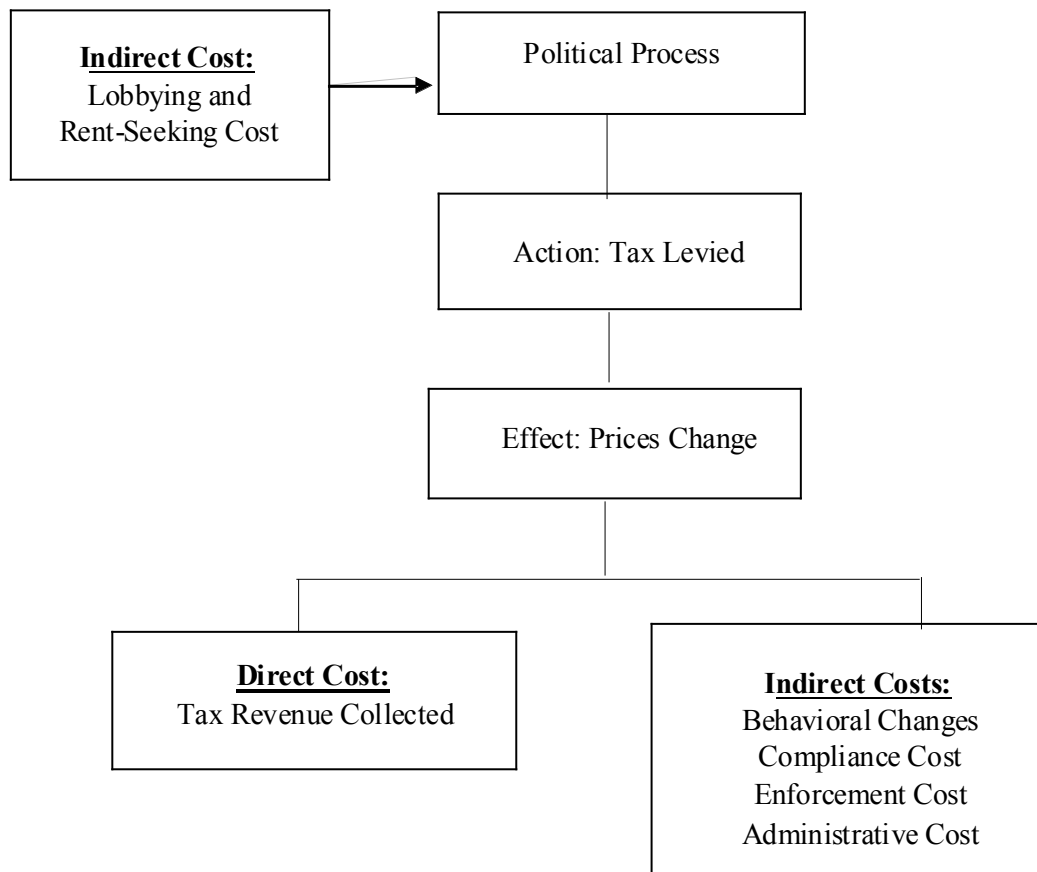 Indirect Cost:
Lobbying and
Rent-Seeking Cost
Political Process
Action: Tax Levied
Effect: Prices Change
Direct Cost:
Tax Revenue Collected
Indirect Costs:
Behavioral Changes
Compliance Cost
Enforcement Cost
Administrative Cost